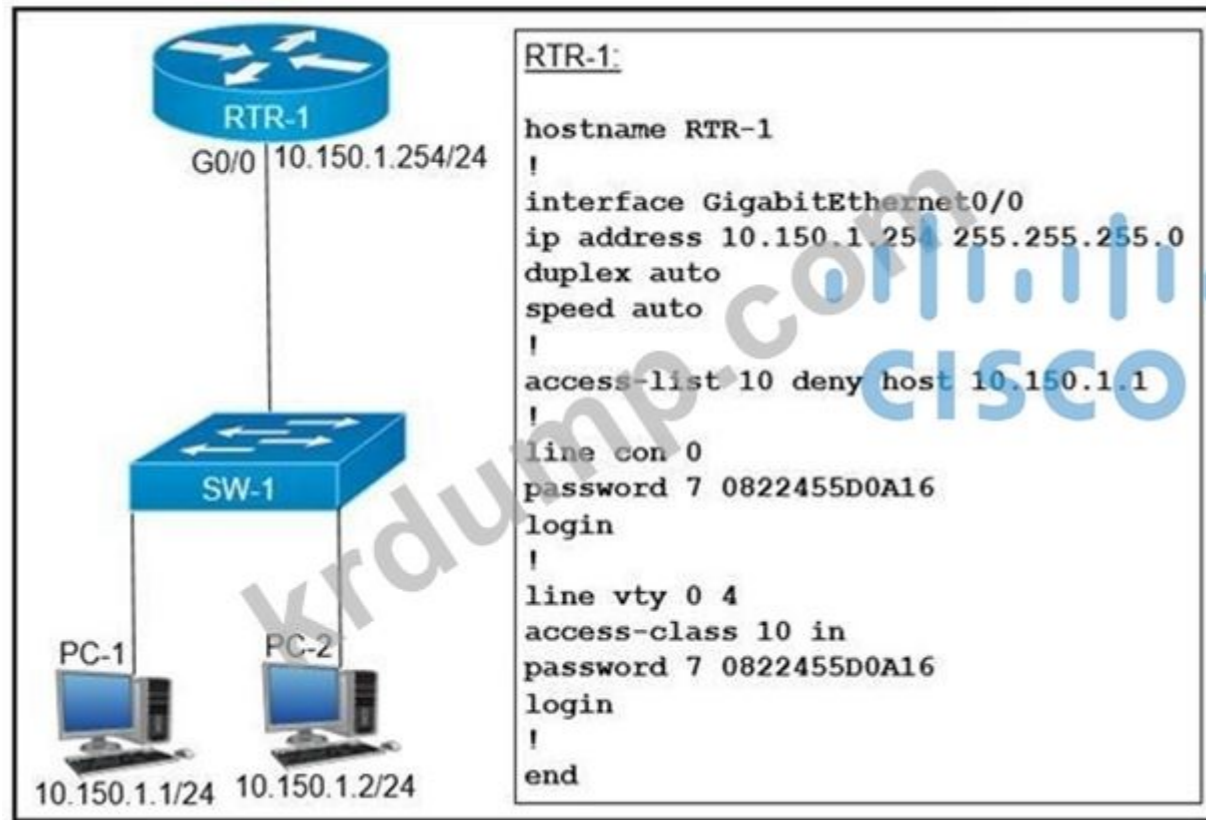 RTR-1
G0/0 10.150.1.254/24
SW-1
PC-1
PC-2
10.150.1.1/24
10.150.1.2/24
RTR-1:
hostname RTR-1
!
interface GigabitEthernet0/0
ip address 10.150.1.254 255.255.255.0
duplex auto
speed auto
!
access-list 10 deny host 10.150.1.1
!
line con 0
password 7 0822455D0A16
login
!
line vty 0 4
access-class 10 in
password 7 0822455D0A16
login
!
end
krdump.com
CISCO